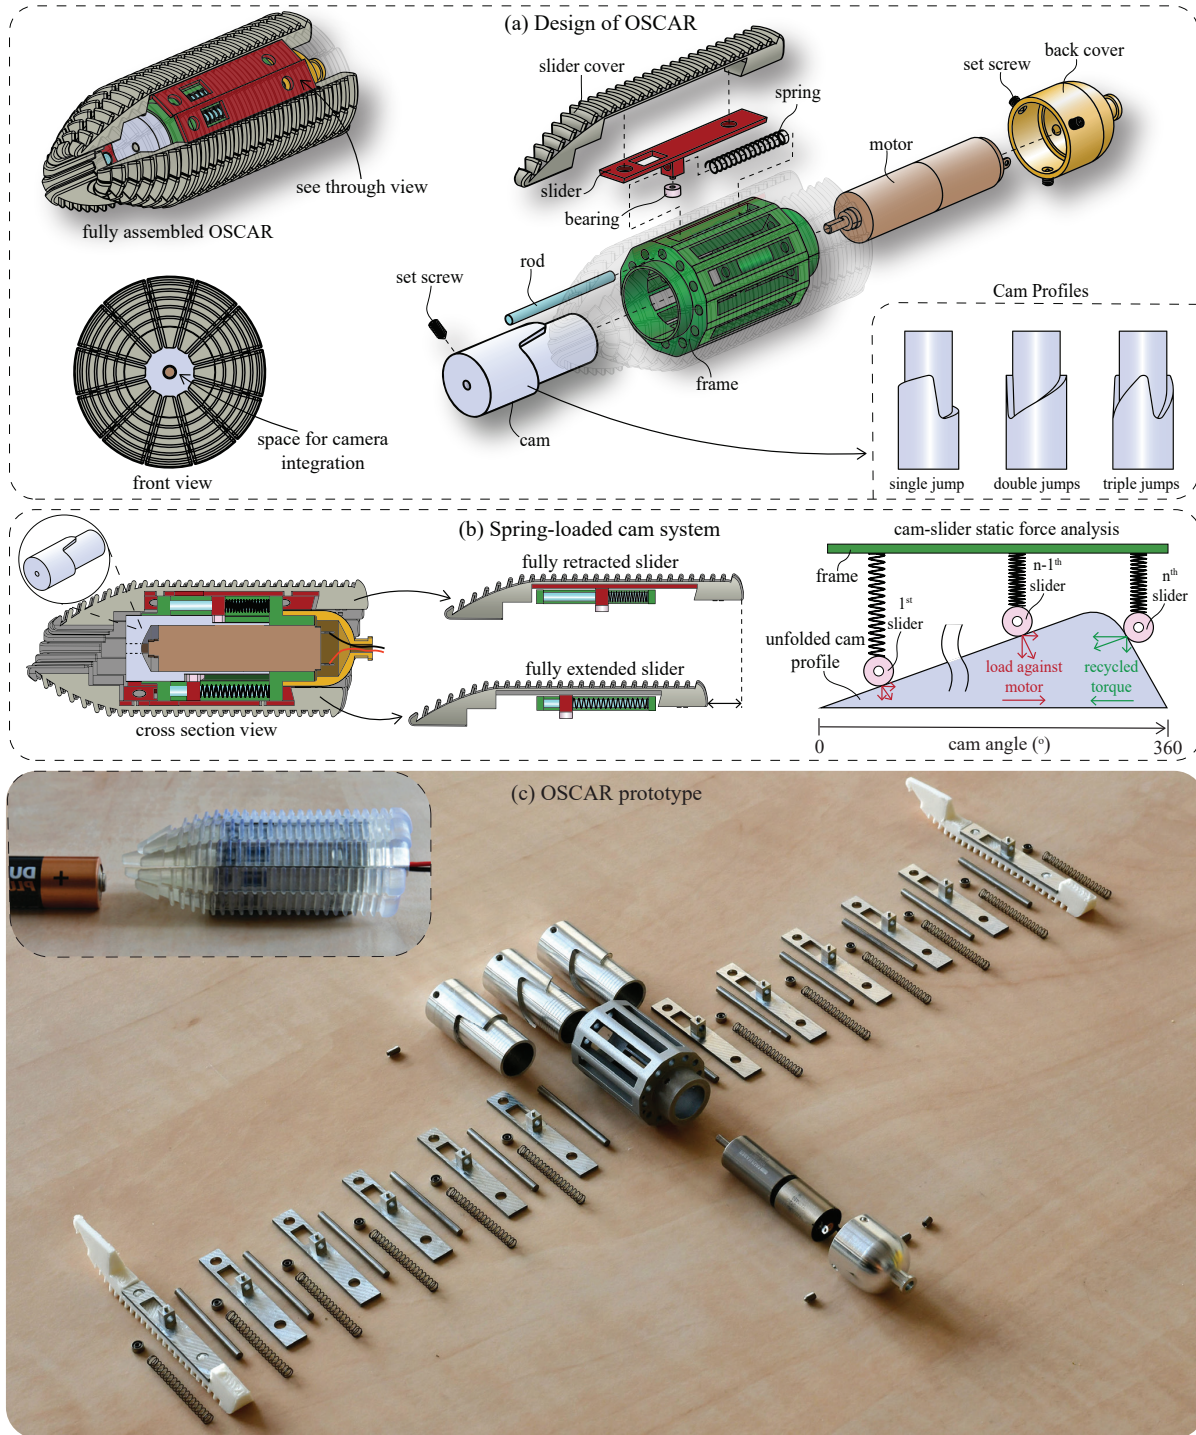 (a) Design of OSCAR
slider cover
spring
set screw
back cover
motor
slider
bearing
see through view
fully assembled OSCAR
rod
set screw
frame
cam
space for camera
integration
front view
Cam Profiles
single jump
double jumps
triple jumps
(b) Spring-loaded cam system
cross section view
fully retracted slider
fully extended slider
cam-slider static force analysis
frame
1st
slider
n-1th
slider
nth
slider
unfolded cam
profile
load against
motor
recycled
torque
0
cam angle (o)
360
(c) OSCAR prototype
DU
+